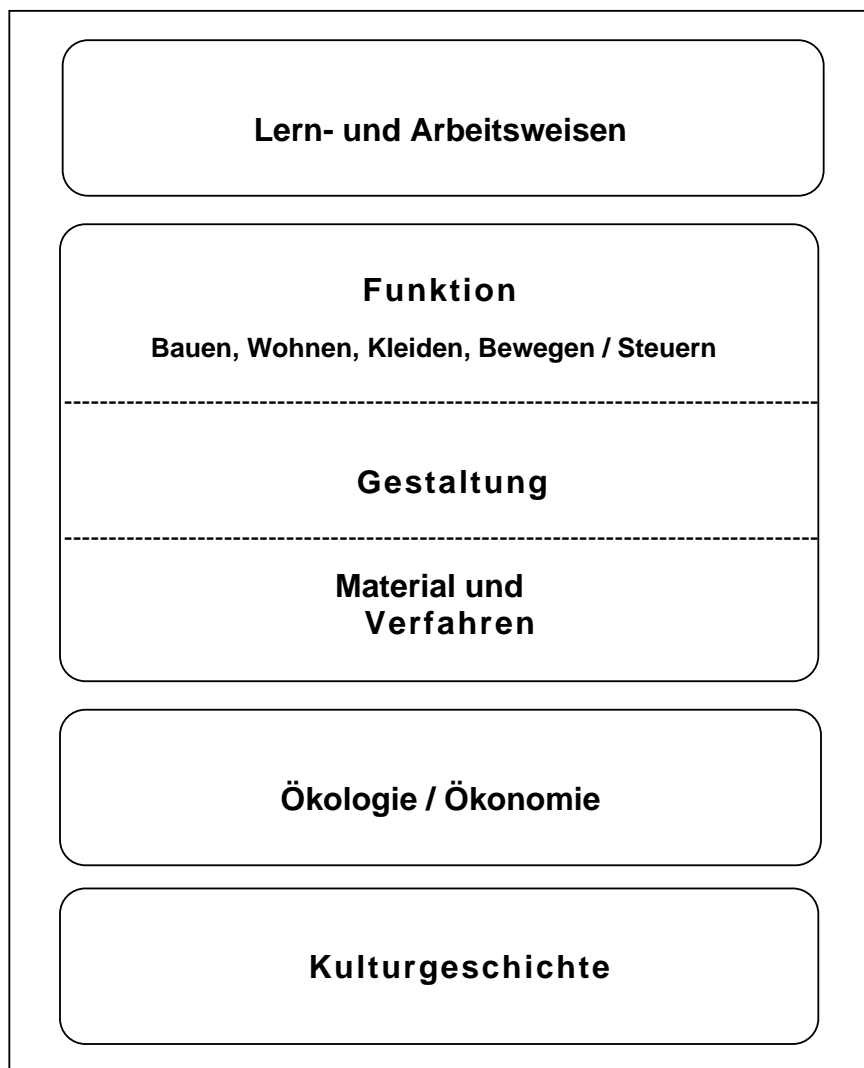 Lern- und Arbeitsweisen
Funktion
Bauen, Wohnen, Kleiden, Bewegen / Steuern
Gestaltung
Material und
Verfahren
Ökologie / Ökonomie
Kulturgeschichte